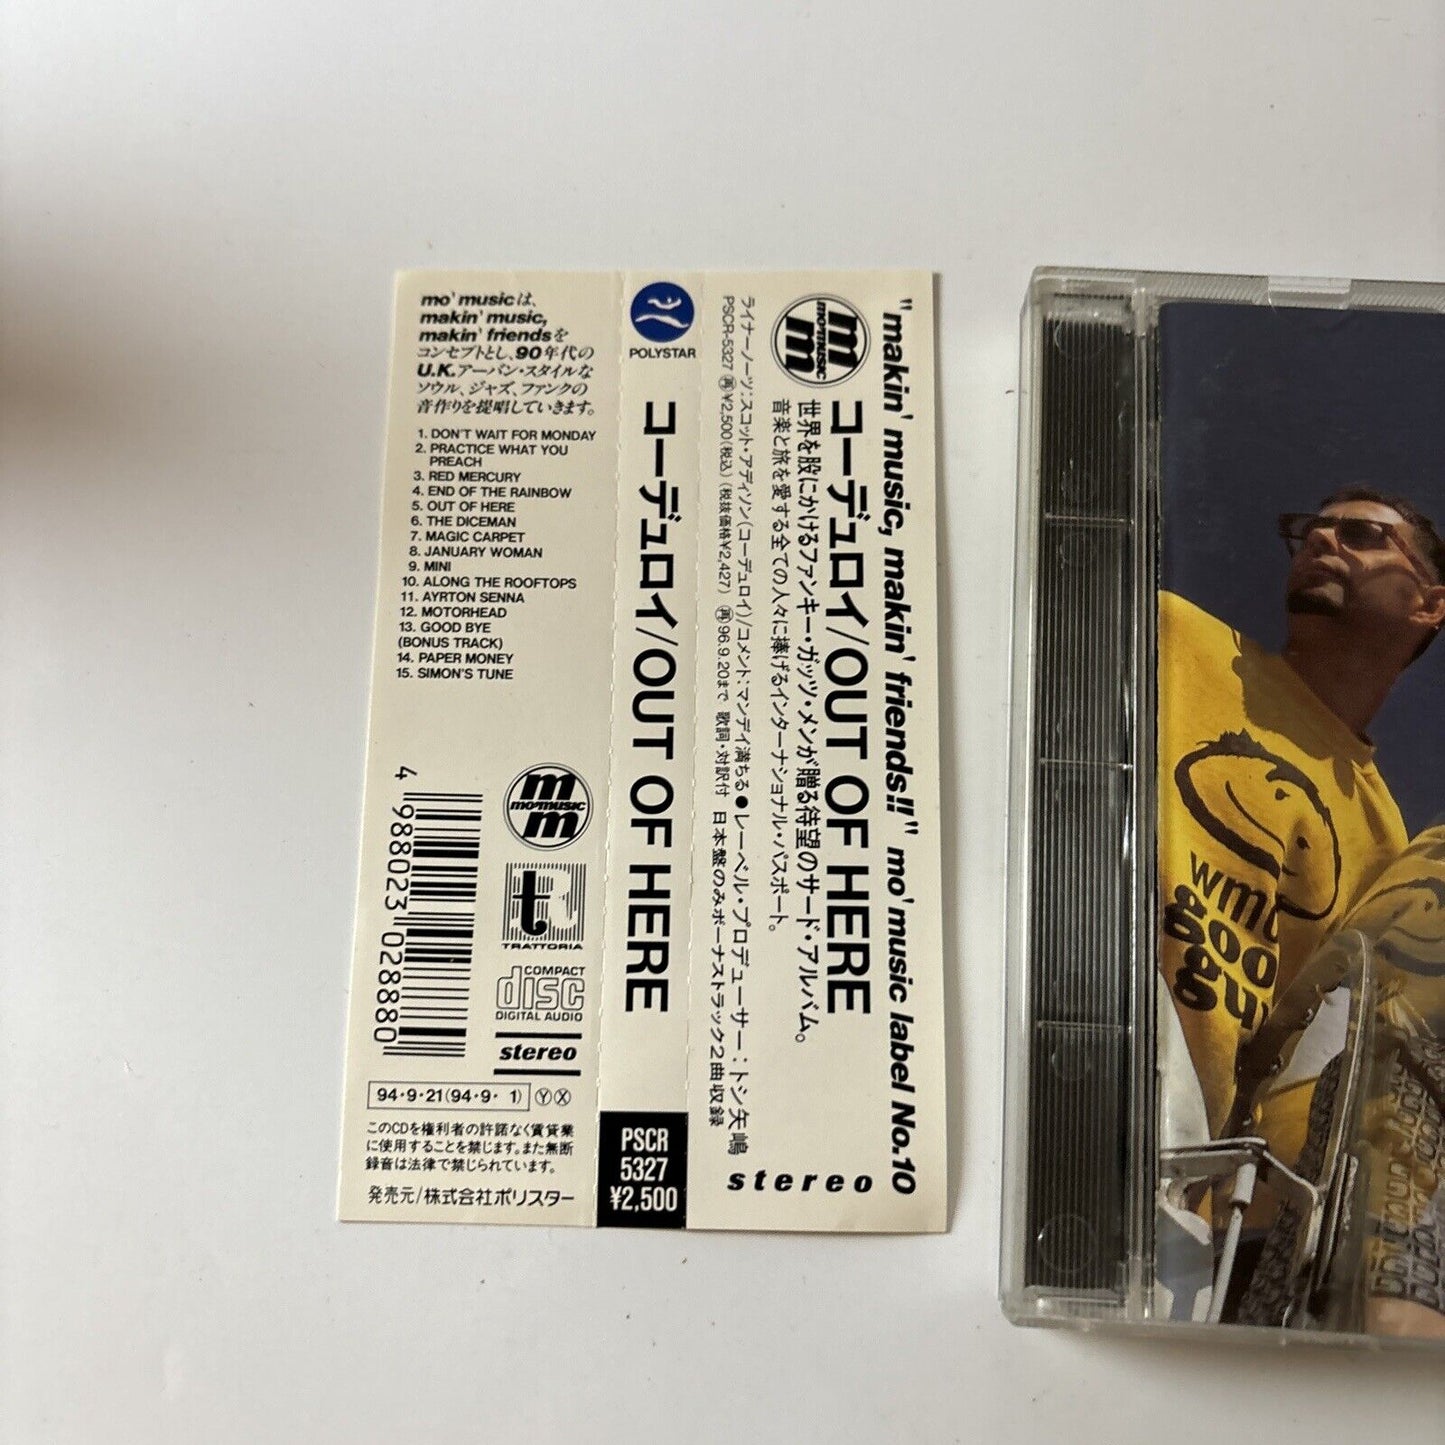 mo' musicは、
makin' music,
makin' friendsを
コンセプトとし、90年代の
U.K.アーバン・スタイルな
ソウル、ジャズ、ファンクの
音作りを提唱していきます。
1. DON'T WAIT FOR MONDAY
2. PRACTICE WHAT YOU
PREACH
3. RED MERCURY
4. END OF THE RAINBOW
5. OUT OF HERE
6. THE DICEMAN
7. MAGIC CARPET
8. JANUARY WOMAN
9. MINI
10. ALONG THE ROOFTOPS
11. AYRTON SENNA
12. MOTORHEAD
13. GOOD BYE
(BONUS TRACK)
14. PAPER MONEY
15. SIMON'S TUNE
4 988023 028880
m
mo'music
m
t
TRATTORIA
COMPACT
disc
DIGITAL AUDIO
stereo
94・9・21(94・9・1) Ⓨ Ⓧ
このCDを権利者の許諾なく賃貸業
に使用することを禁じます。また無断
録音は法律で禁じられています。
発売元/株式会社ポリスター
POLYSTAR
コーデュロイ/OUT OF HERE
PSCR
5327
¥2,500
"makin' music, makin' friends!!" mo' music label No.10
m
mo'music
m
コーデュロイ/OUT OF HERE
世界を股にかけるファンキー・ガッツ・メンが贈る待望のサード・アルバム。
音楽と旅を愛する全ての人々に捧げるインターナショナル・パスポート。
ライナーノーツ:スコット・アディソン(コーデュロイ)/コメント:マンデイ満ちる●レーベル・プロデューサー:トシ矢嶋
PSCR-5327 ㊢¥2,500(税込)(税抜価格¥2,427) ㊢96.9.20まで 歌詞・対訳付 日本盤のみボーナストラック2曲収録
stereo